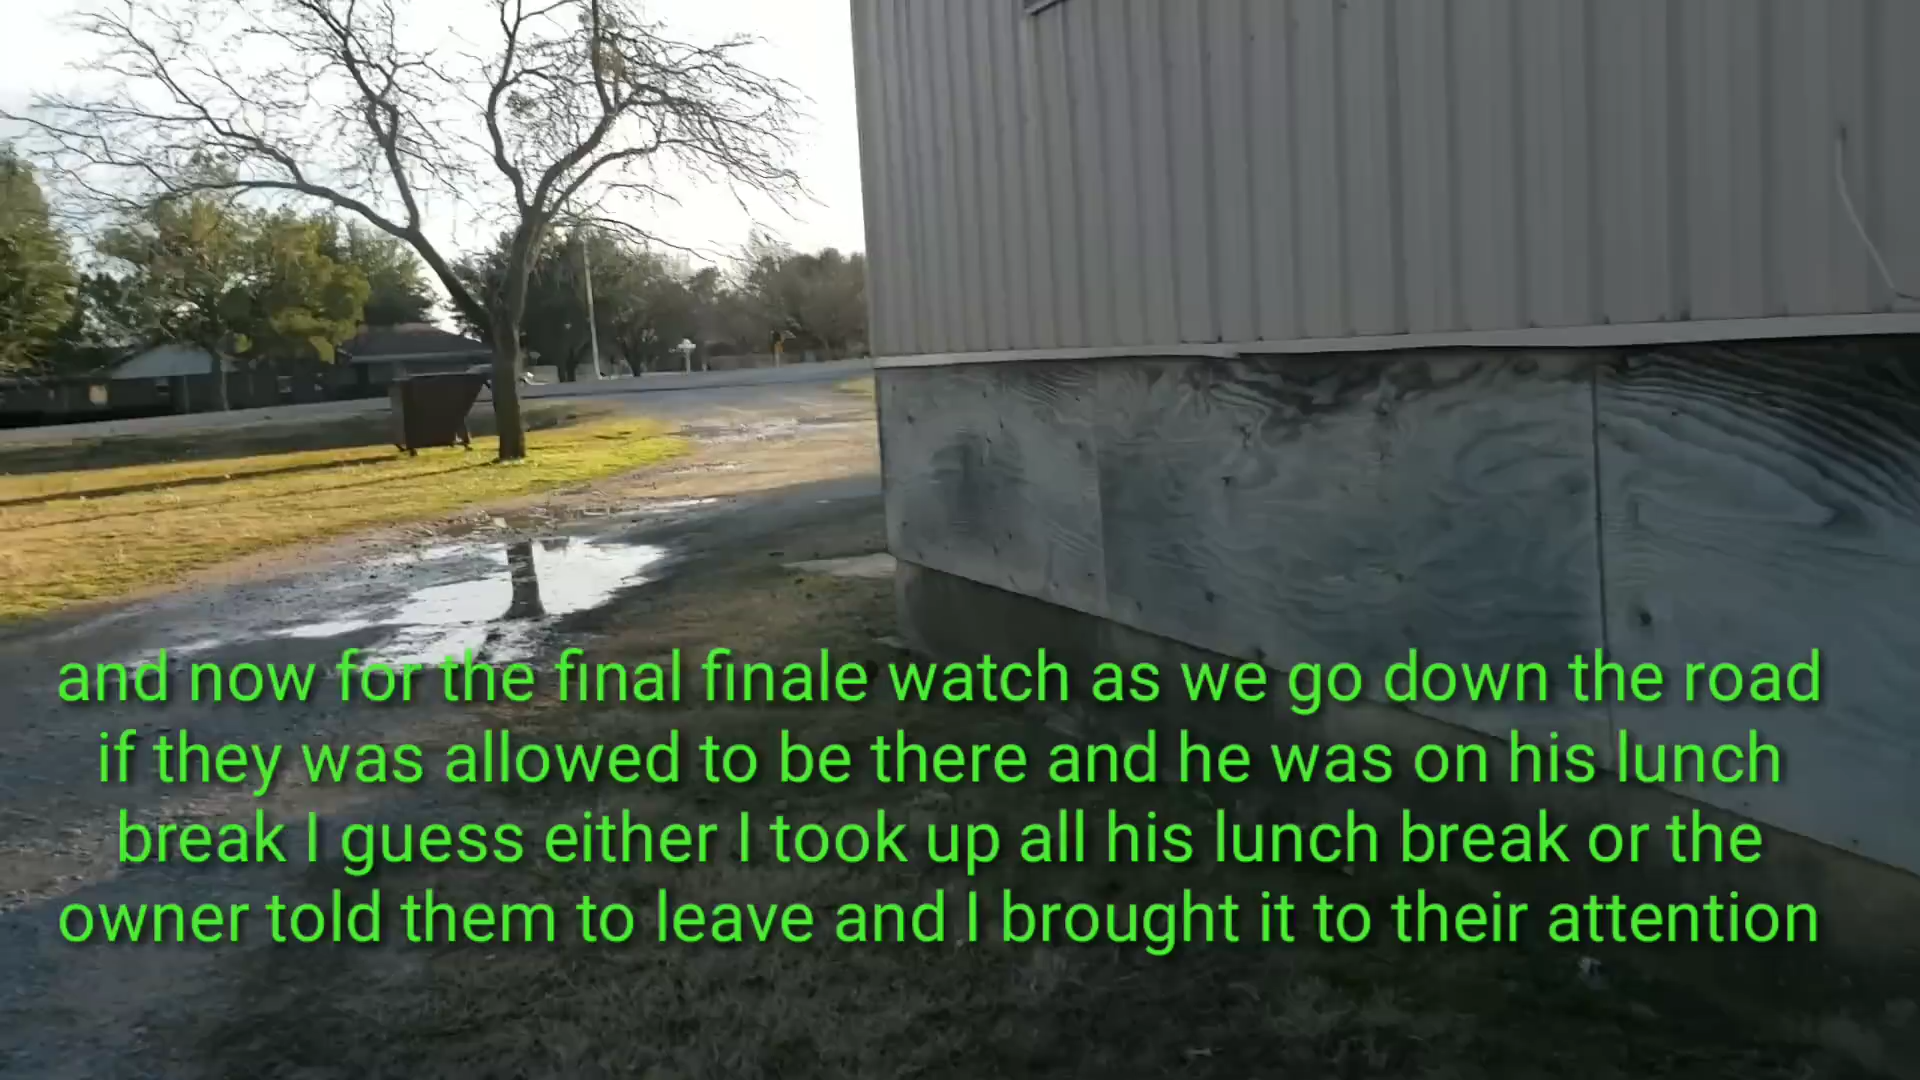 and now for the final finale watch as we go down the road
if they was allowed to be there and he was on his lunch
break I guess either I took up all his lunch break or the
owner told them to leave and I brought it to their attention